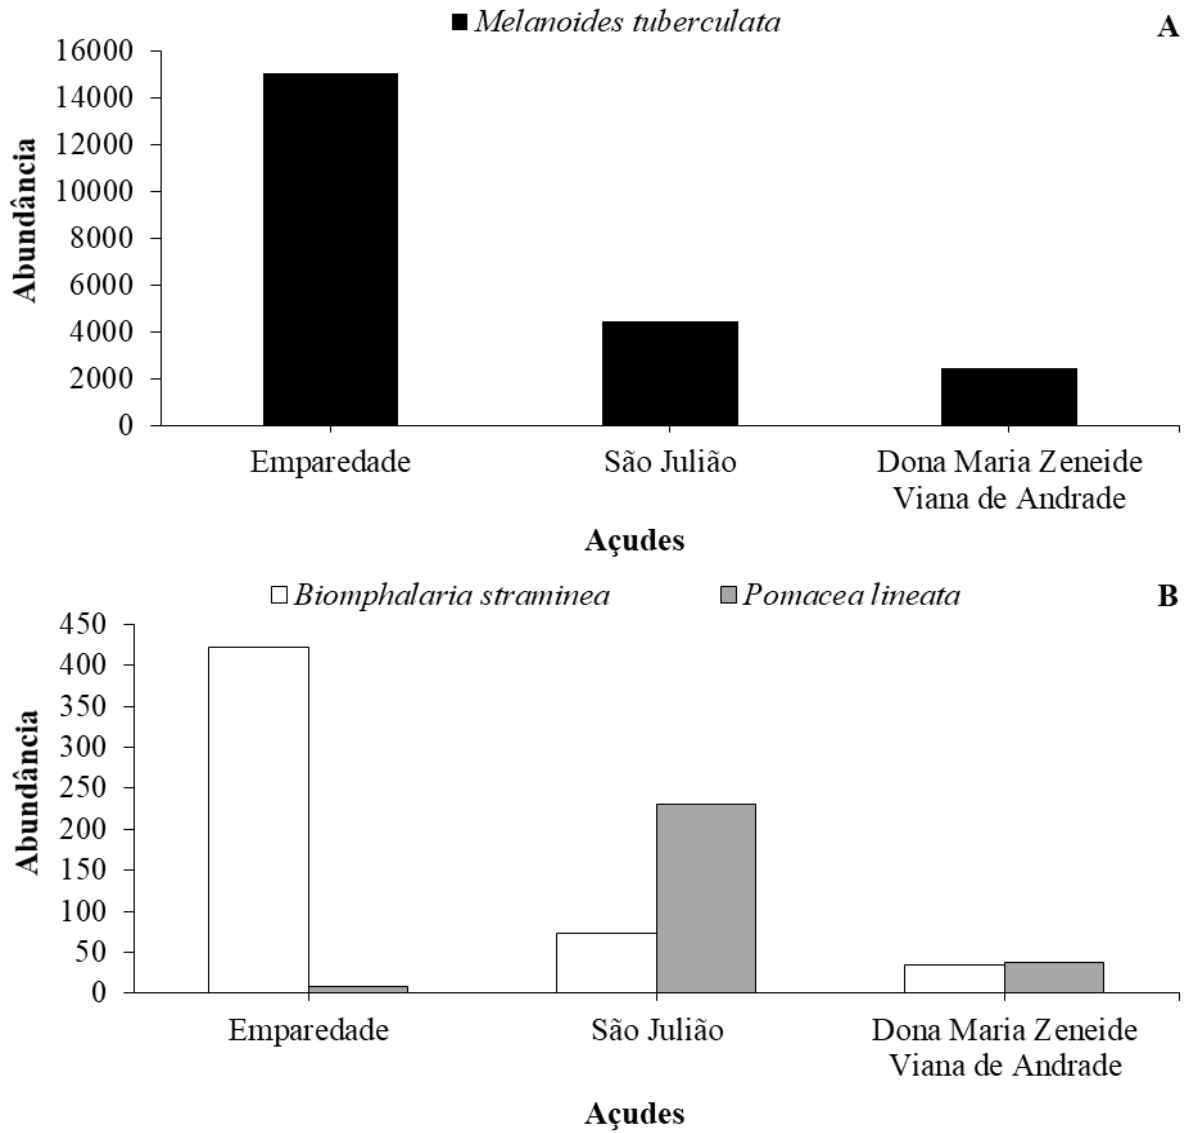 Melanoides tuberculata
A
16000
14000
12000
10000
8000
6000
4000
2000
0
Abundância
Emparedade
São Julião
Dona Maria Zeneide
Viana de Andrade
Açudes
Biomphalaria straminea
Pomacea lineata
B
450
400
350
300
250
200
150
100
50
0
Abundância
Emparedade
São Julião
Dona Maria Zeneide
Viana de Andrade
Açudes